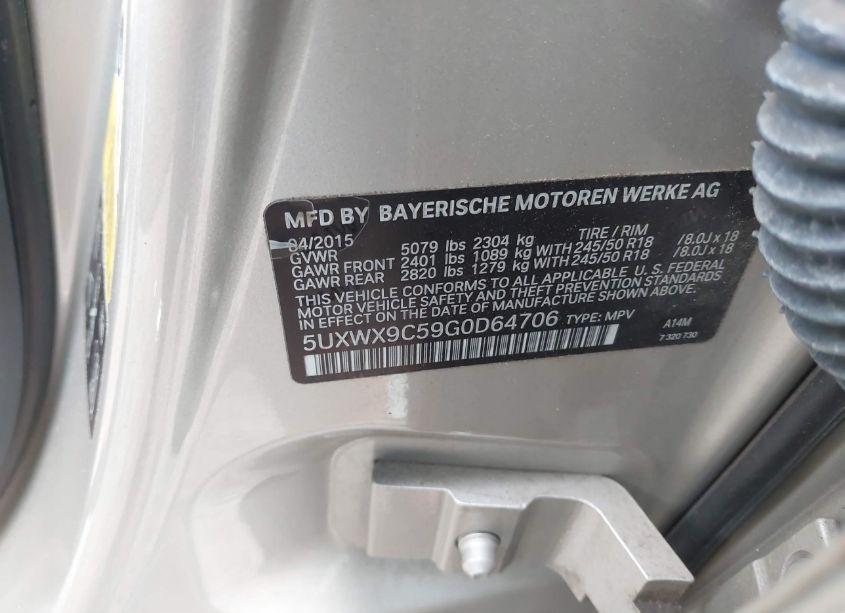 MFD BY BAYERISCHE MOTOREN WERKE AG
04/2015 TIRE / RIM
GVWR 5079 lbs 2304 kg
GAWR FRONT 2401 lbs 1089 kg WITH 245/50 R18 /8.0J x 18
GAWR REAR 2820 lbs 1279 kg WITH 245/50 R18 /8.0J x 18
THIS VEHICLE CONFORMS TO ALL APPLICABLE U. S. FEDERAL
MOTOR VEHICLE SAFETY AND THEFT PREVENTION STANDARDS
IN EFFECT ON THE DATE OF MANUFACTURE SHOWN ABOVE.
5UXWX9C59G0D64706 TYPE: MPV A14M
7 320 730